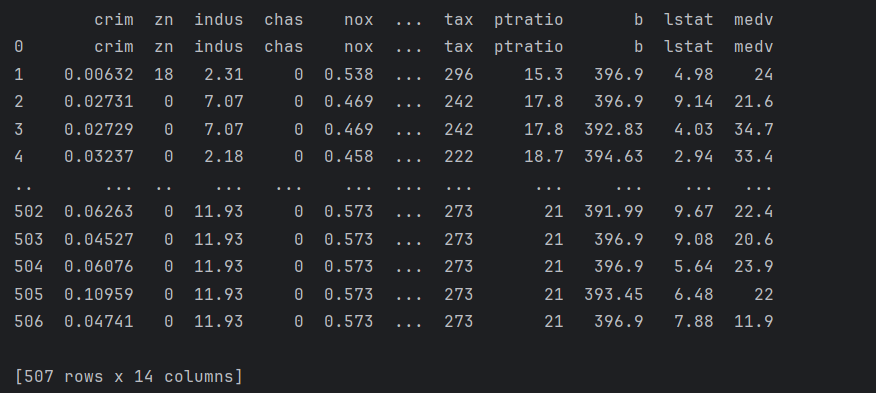 crim zn indus chas nox ... tax ptratio b lstat medv
0 crim zn indus chas nox ... tax ptratio b lstat medv
1 0.00632 18 2.31 0 0.538 ... 296 15.3 396.9 4.98 24
2 0.02731 0 7.07 0 0.469 ... 242 17.8 396.9 9.14 21.6
3 0.02729 0 7.07 0 0.469 ... 242 17.8 392.83 4.03 34.7
4 0.03237 0 2.18 0 0.458 ... 222 18.7 394.63 2.94 33.4
.. ... .. ... ... ... ... ... ... ... ... ...
502 0.06263 0 11.93 0 0.573 ... 273 21 391.99 9.67 22.4
503 0.04527 0 11.93 0 0.573 ... 273 21 396.9 9.08 20.6
504 0.06076 0 11.93 0 0.573 ... 273 21 396.9 5.64 23.9
505 0.10959 0 11.93 0 0.573 ... 273 21 393.45 6.48 22
506 0.04741 0 11.93 0 0.573 ... 273 21 396.9 7.88 11.9
[507 rows x 14 columns]